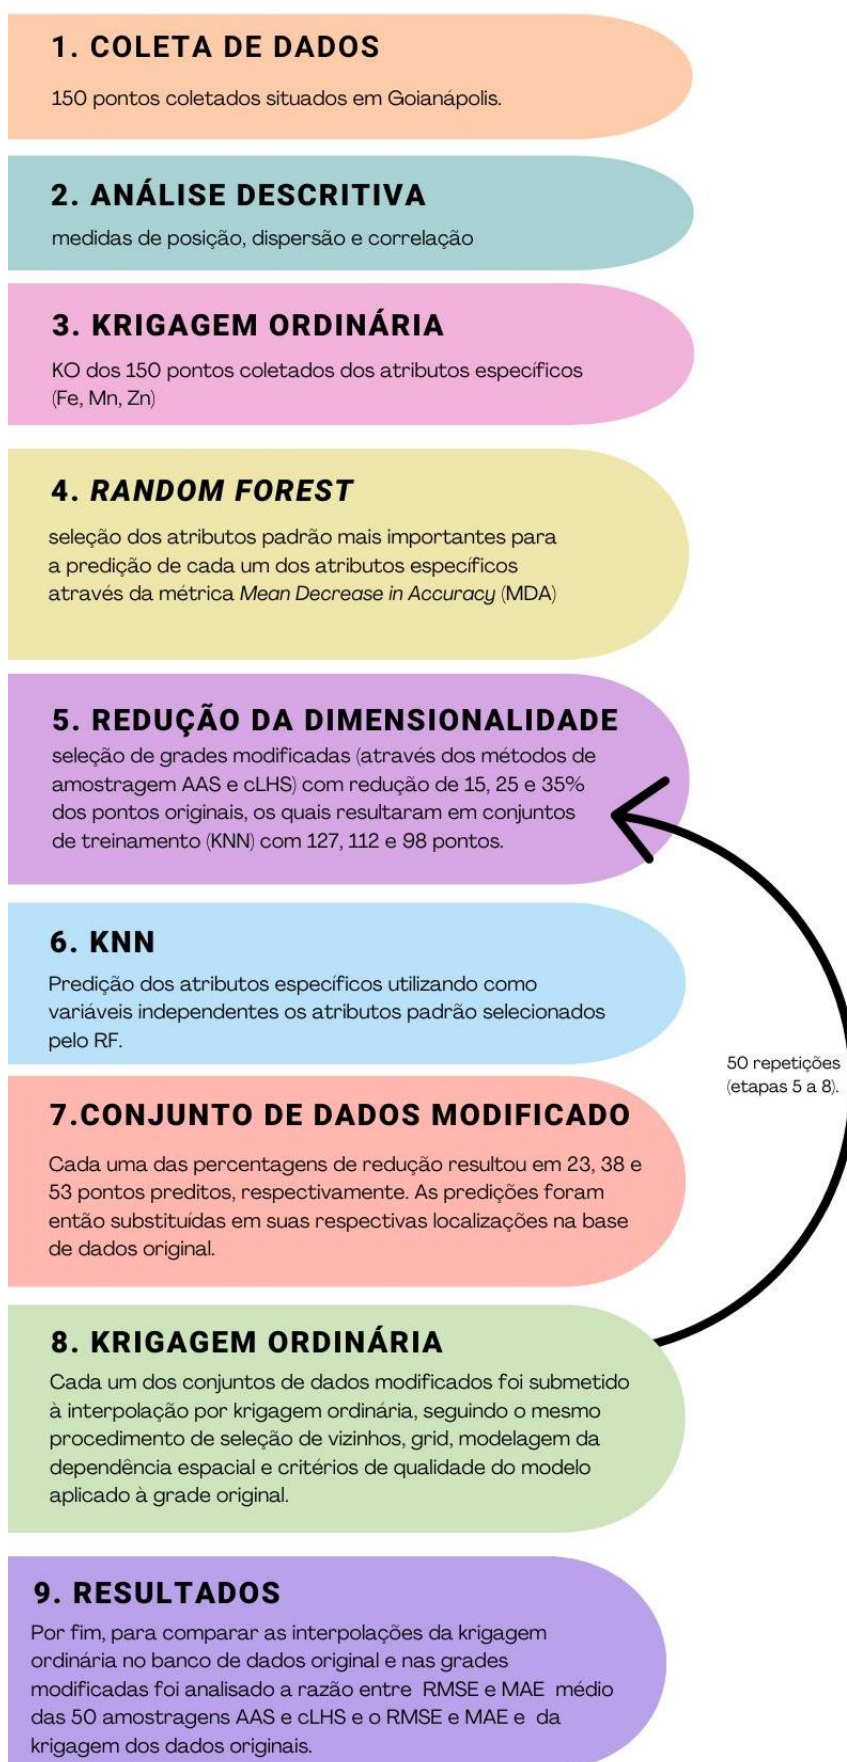 1. COLETA DE DADOS
150 pontos coletados situados em Goianápolis.
2. ANÁLISE DESCRITIVA
medidas de posição, dispersão e correlação
3. KRIGAGEM ORDINÁRIA
KO dos 150 pontos coletados dos atributos específicos
(Fe, Mn, Zn)
4. RANDOM FOREST
seleção dos atributos padrão mais importantes para
a predição de cada um dos atributos específicos
através da métrica Mean Decrease in Accuracy (MDA)
5. REDUÇÃO DA DIMENSIONALIDADE
seleção de grades modificadas (através dos métodos de
amostragem AAS e cLHS) com redução de 15, 25 e 35%
dos pontos originais, os quais resultaram em conjuntos
de treinamento (KNN) com 127, 112 e 98 pontos.
6. KNN
Predição dos atributos específicos utilizando como
variáveis independentes os atributos padrão selecionados
pelo RF.
50 repetições
(etapas 5 a 8).
7.CONJUNTO DE DADOS MODIFICADO
Cada uma das percentagens de redução resultou em 23, 38 e
53 pontos preditos, respectivamente. As predições foram
então substituídas em suas respectivas localizações na base
de dados original.
8. KRIGAGEM ORDINÁRIA
Cada um dos conjuntos de dados modificados foi submetido
à interpolação por krigagem ordinária, seguindo o mesmo
procedimento de seleção de vizinhos, grid, modelagem da
dependência espacial e critérios de qualidade do modelo
aplicado à grade original.
9. RESULTADOS
Por fim, para comparar as interpolações da krigagem
ordinária no banco de dados original e nas grades
modificadas foi analisado a razão entre RMSE e MAE médio
das 50 amostragens AAS e cLHS e o RMSE e MAE e da
krigagem dos dados originais.